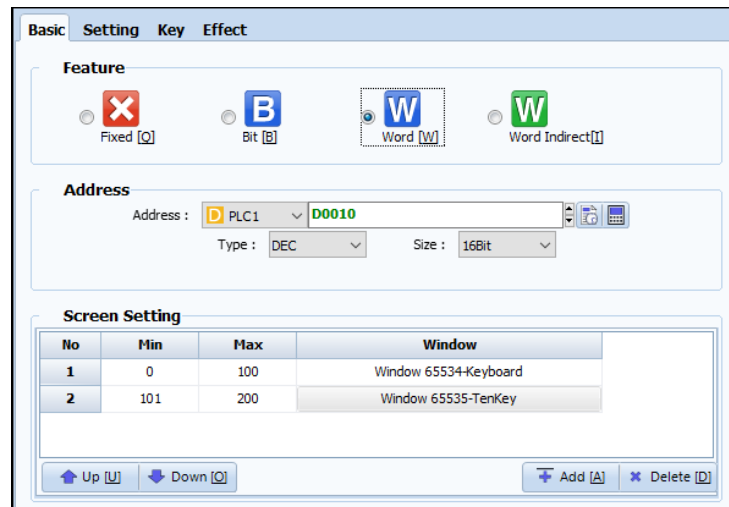 Basic Setting Key Effect
Feature
B W W
Fixed [Q] Bit [B] Word [W] Word Indirect[I]
Address
Address : D PLC1 D0010
Type : DEC Size : 16Bit
Screen Setting
No Min Max Window
1 0 100 Window 65534-Keyboard
2 101 200 Window 65535-TenKey
Up [U] Down [O] Add [A] Delete [D]